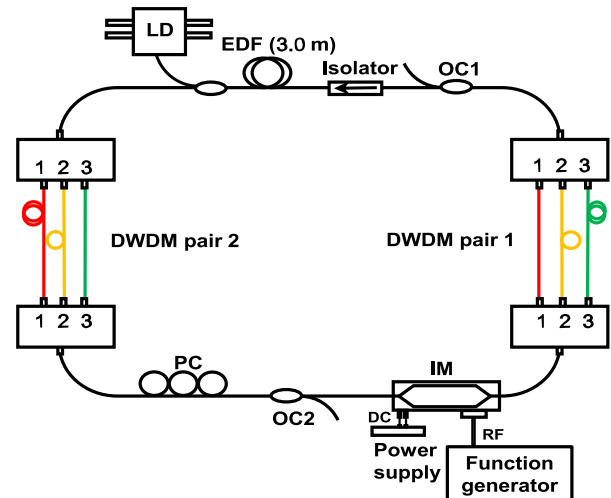 LD
EDF (3.0 m)
Isolator
OC1
1 2 3
1 2 3
DWDM pair 2
DWDM pair 1
1 2 3
1 2 3
PC
OC2
IM
DC
RF
Power
supply
Function
generator